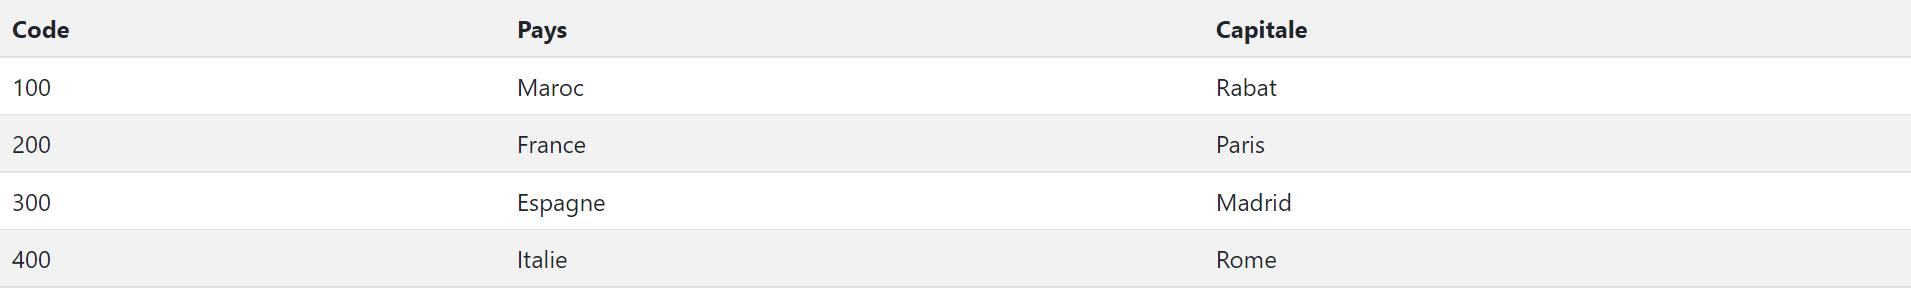 Code Pays Capitale
100 Maroc Rabat
200 France Paris
300 Espagne Madrid
400 Italie Rome